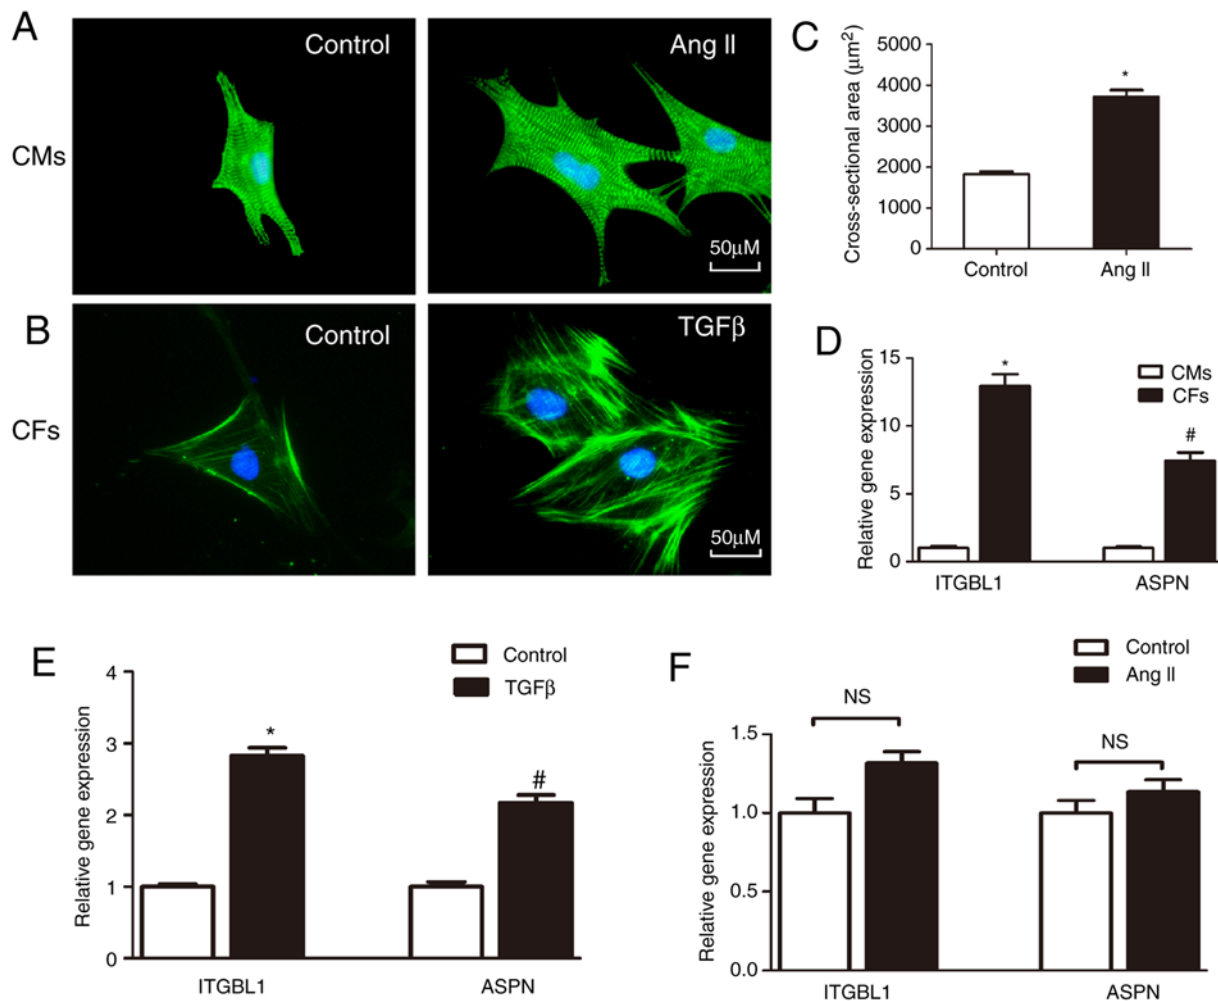 A
Control
Ang II
CMs
50μM
B
Control
TGFβ
CFs
50μM
C
Cross-sectional area (μm²)
5000
4000
3000
2000
1000
0
*
Control
Ang II
D
Relative gene expression
15
10
5
0
CMs
CFs
*
#
ITGBL1
ASPN
E
Relative gene expression
4
3
2
1
0
Control
TGFβ
*
#
ITGBL1
ASPN
F
Relative gene expression
1.5
1.0
0.5
0.0
Control
Ang II
NS
NS
ITGBL1
ASPN